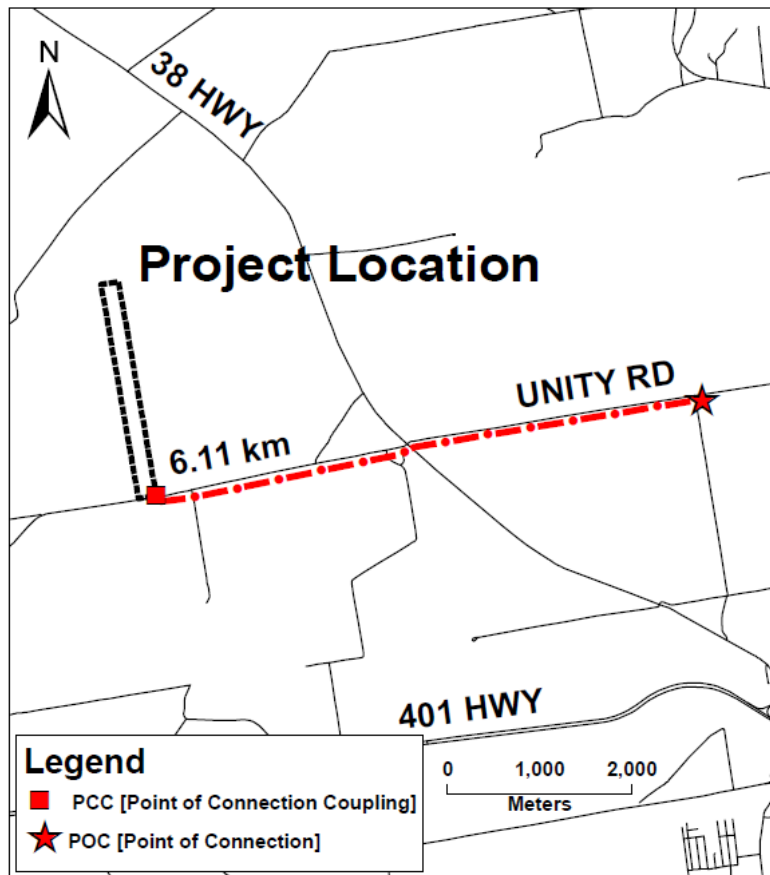 N
38 HWY
Project Location
UNITY RD
6.11 km
401 HWY
0 1,000 2,000
Meters
Legend
PCC [Point of Connection Coupling]
POC [Point of Connection]